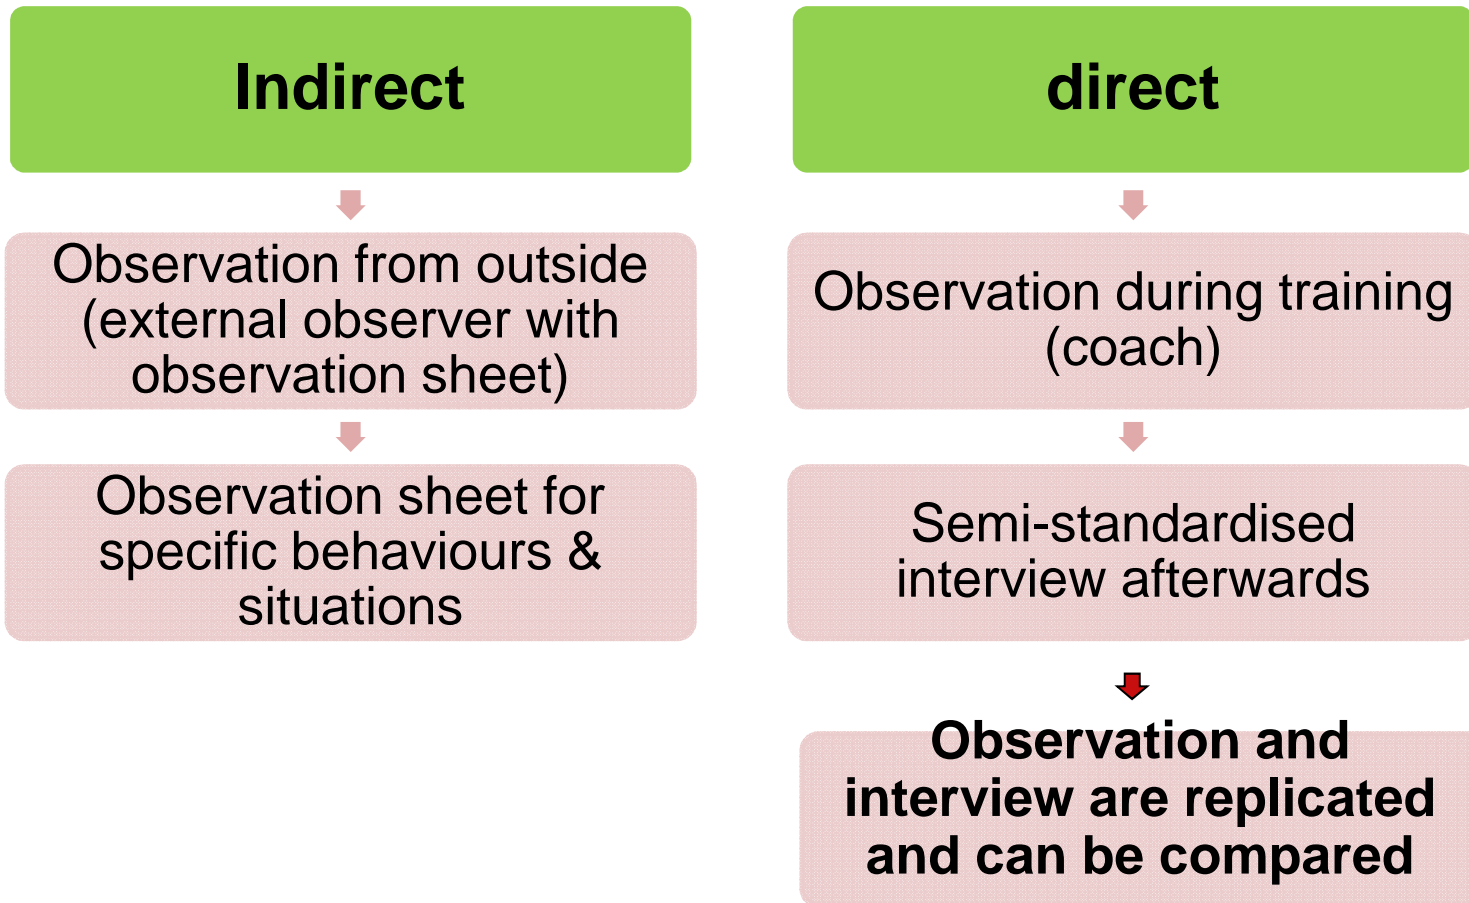 Indirect
Observation from outside
(external observer with
observation sheet)
Observation sheet for
specific behaviours &
situations
direct
Observation during training
(coach)
Semi-standardised
interview afterwards
Observation and
interview are replicated
and can be compared